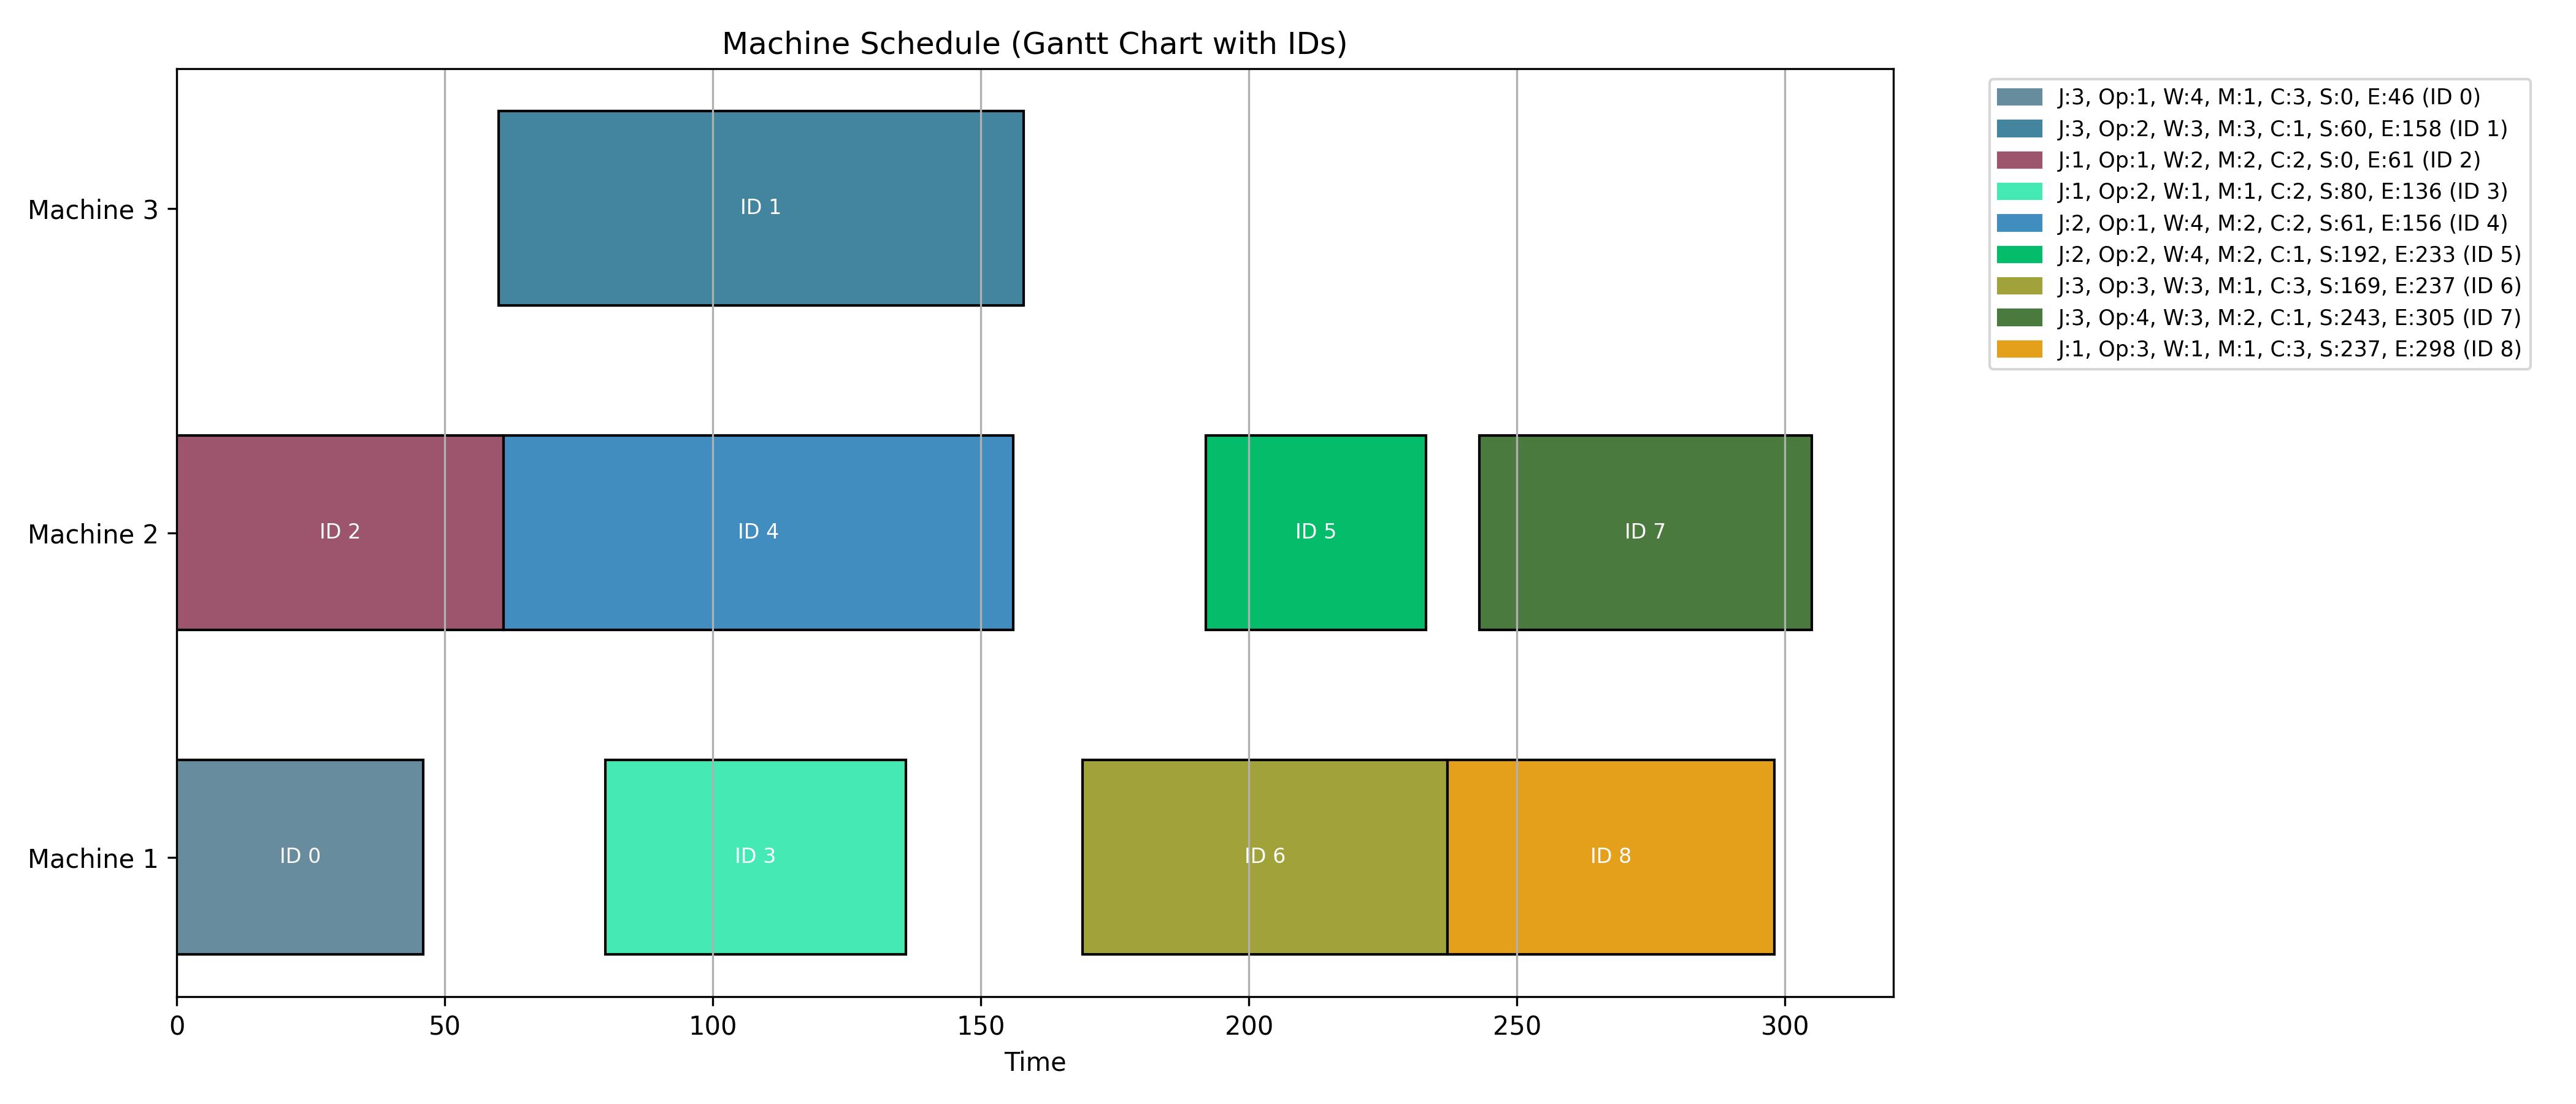 Machine Schedule (Gantt Chart with IDs)
J:3, Op:1, W:4, M:1, C:3, S:0, E:46 (ID 0)
J:3, Op:2, W:3, M:3, C:1, S:60, E:158 (ID 1)
J:1, Op:1, W:2, M:2, C:2, S:0, E:61 (ID 2)
J:1, Op:2, W:1, M:1, C:2, S:80, E:136 (ID 3)
J:2, Op:1, W:4, M:2, C:2, S:61, E:156 (ID 4)
J:2, Op:2, W:4, M:2, C:1, S:192, E:233 (ID 5)
J:3, Op:3, W:3, M:1, C:3, S:169, E:237 (ID 6)
J:3, Op:4, W:3, M:2, C:1, S:243, E:305 (ID 7)
J:1, Op:3, W:1, M:1, C:3, S:237, E:298 (ID 8)
Machine 3
ID 1
Machine 2
ID 2
ID 4
ID 5
ID 7
Machine 1
ID 0
ID 3
ID 6
ID 8
0 50 100 150 200 250 300
Time